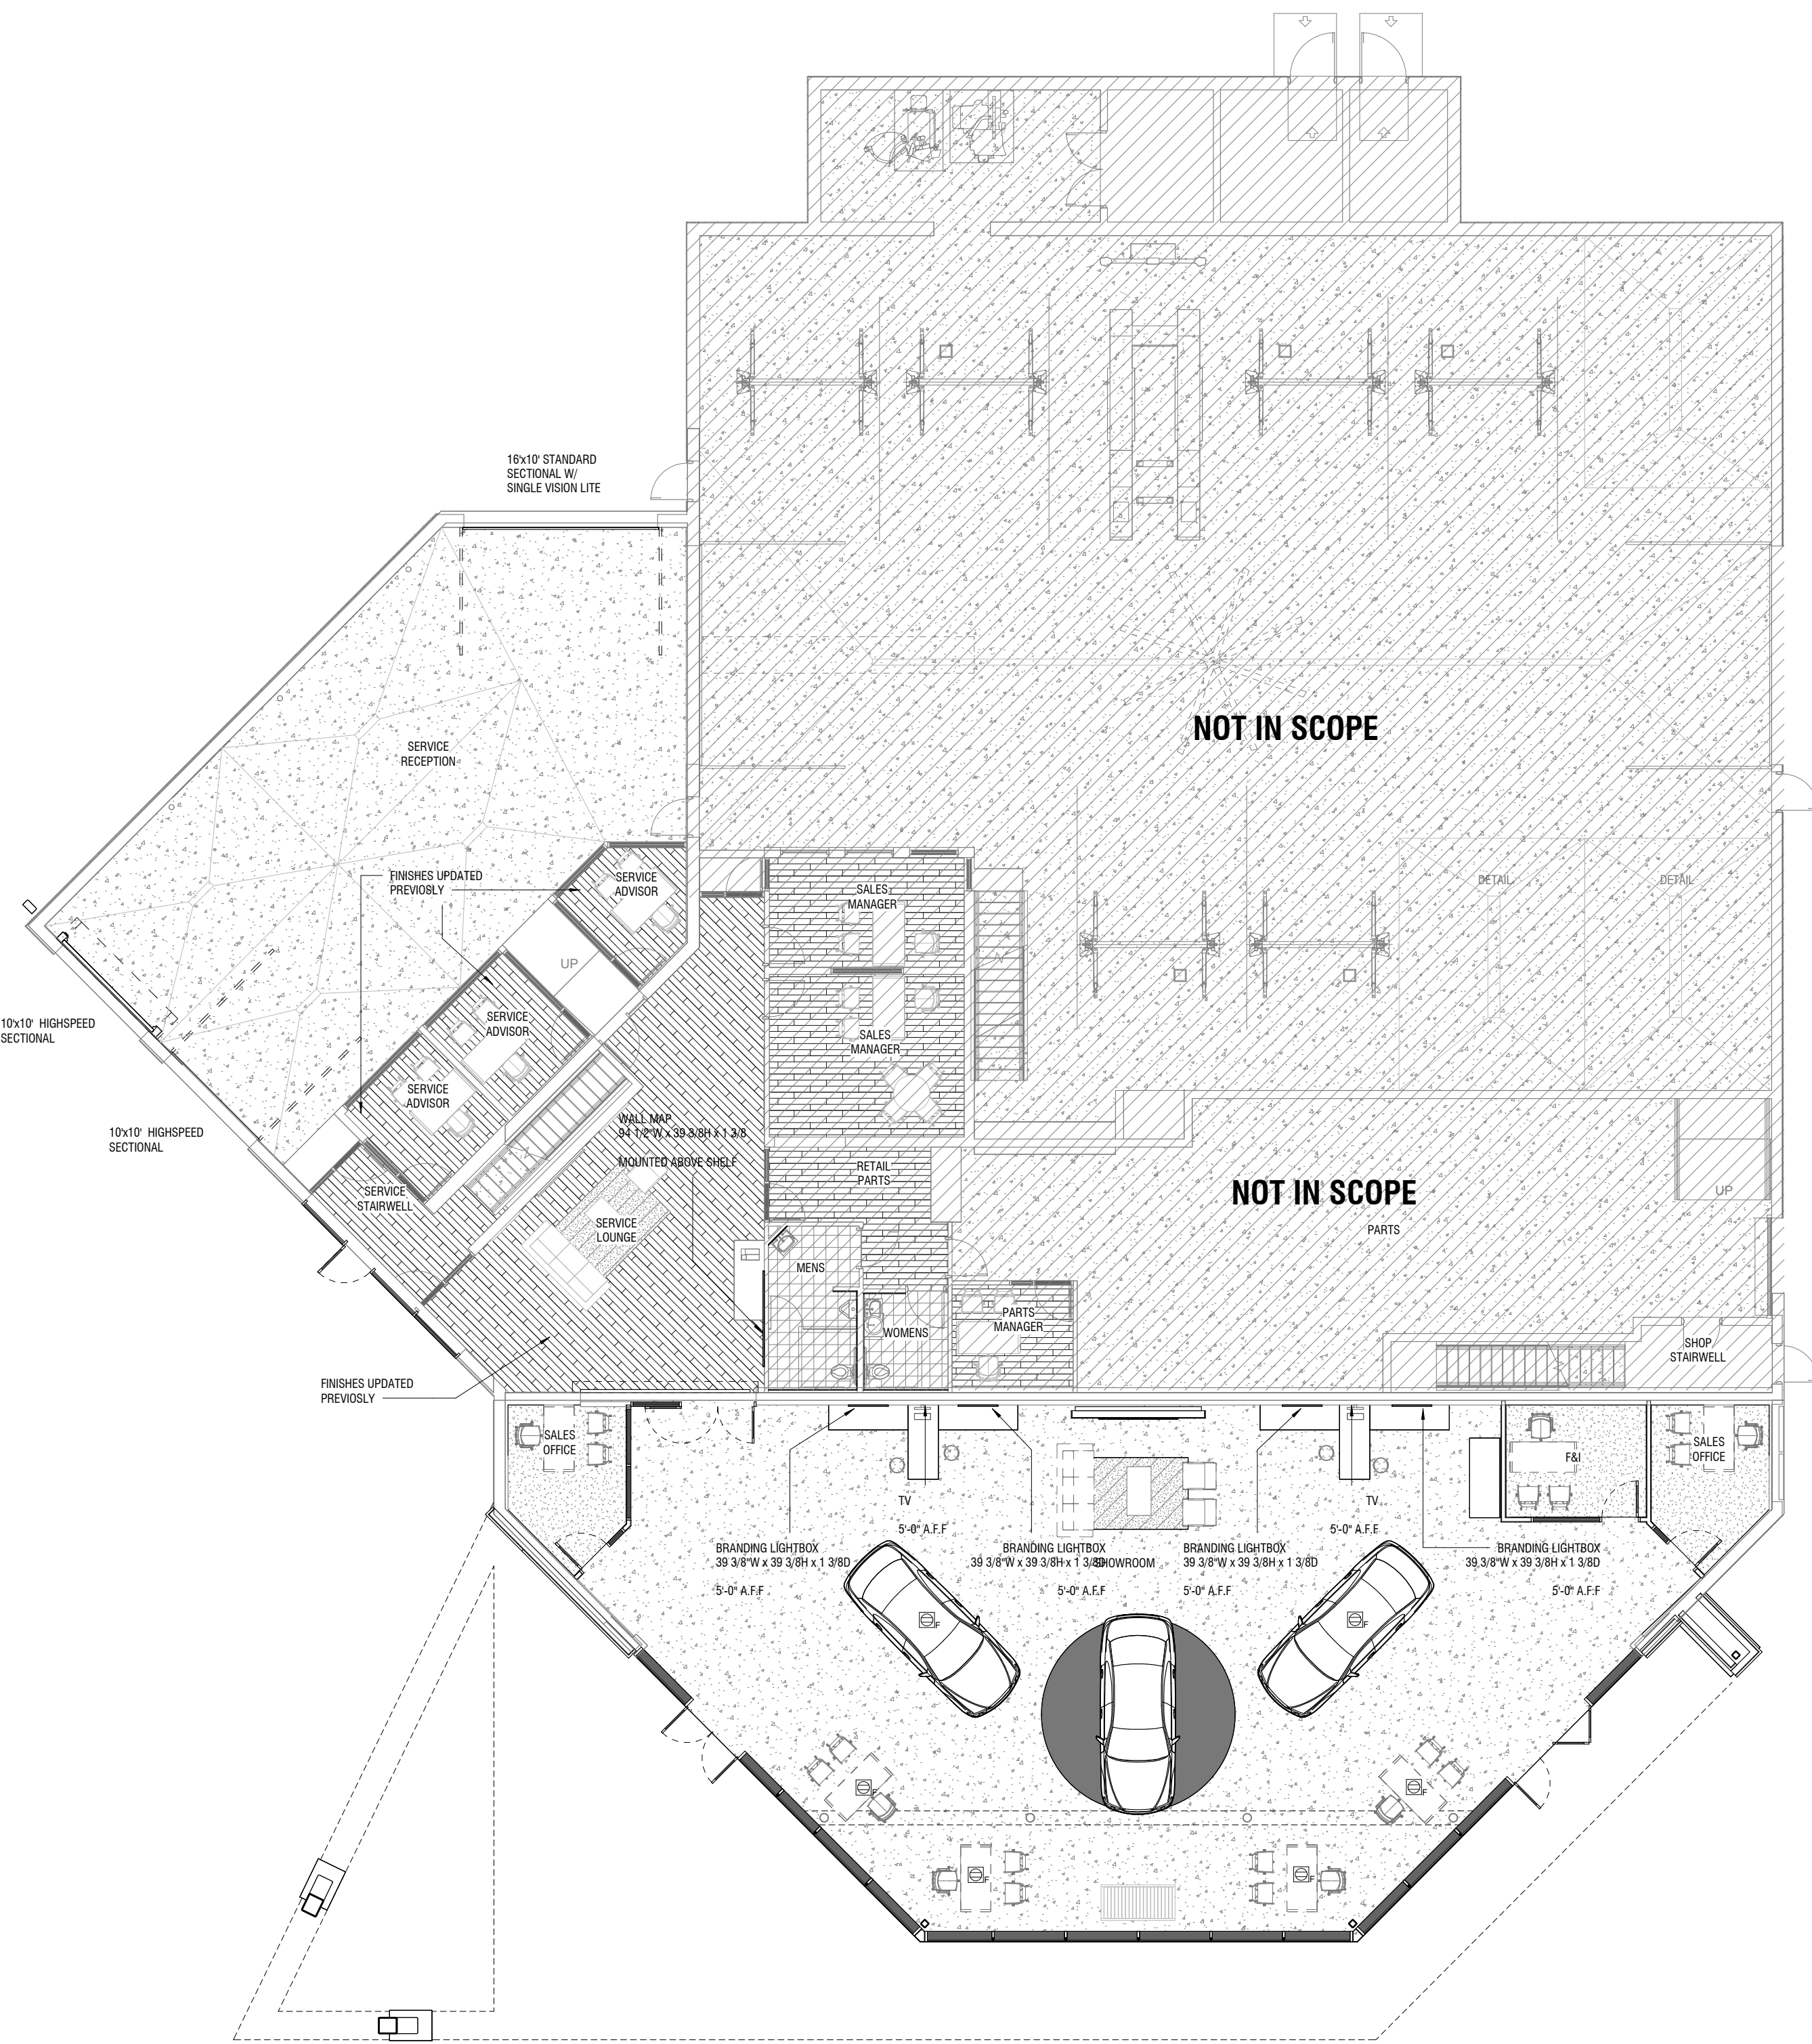 16'x10' STANDARD
SECTIONAL W/
SINGLE VISION LITE
NOT IN SCOPE
SERVICE
RECEPTION
FINISHES UPDATED
PREVIOSLY
SERVICE
ADVISOR
SALES
MANAGER
DETAIL
DETAIL
UP
SERVICE
ADVISOR
10'x10' HIGHSPEED
SECTIONAL
SALES
MANAGER
SERVICE
ADVISOR
10'x10' HIGHSPEED
SECTIONAL
WALL MAP
94 1/2"W x 39 3/8H x 1 3/8
MOUNTED ABOVE SHELF
RETAIL
PARTS
NOT IN SCOPE
UP
SERVICE
STAIRWELL
SERVICE
LOUNGE
PARTS
MENS
PARTS
MANAGER
WOMENS
SHOP
STAIRWELL
FINISHES UPDATED
PREVIOSLY
SALES
OFFICE
F&I
SALES
OFFICE
TV
5'-0" A.F.F
TV
5'-0" A.F.F
BRANDING LIGHTBOX
39 3/8"W x 39 3/8H x 1 3/8D
5'-0" A.F.F
BRANDING LIGHTBOX
39 3/8"W x 39 3/8H x 1 3/8D
5'-0" A.F.F
SHOWROOM
BRANDING LIGHTBOX
39 3/8"W x 39 3/8H x 1 3/8D
5'-0" A.F.F
BRANDING LIGHTBOX
39 3/8"W x 39 3/8H x 1 3/8D
5'-0" A.F.F
F
F
F
F
F
F